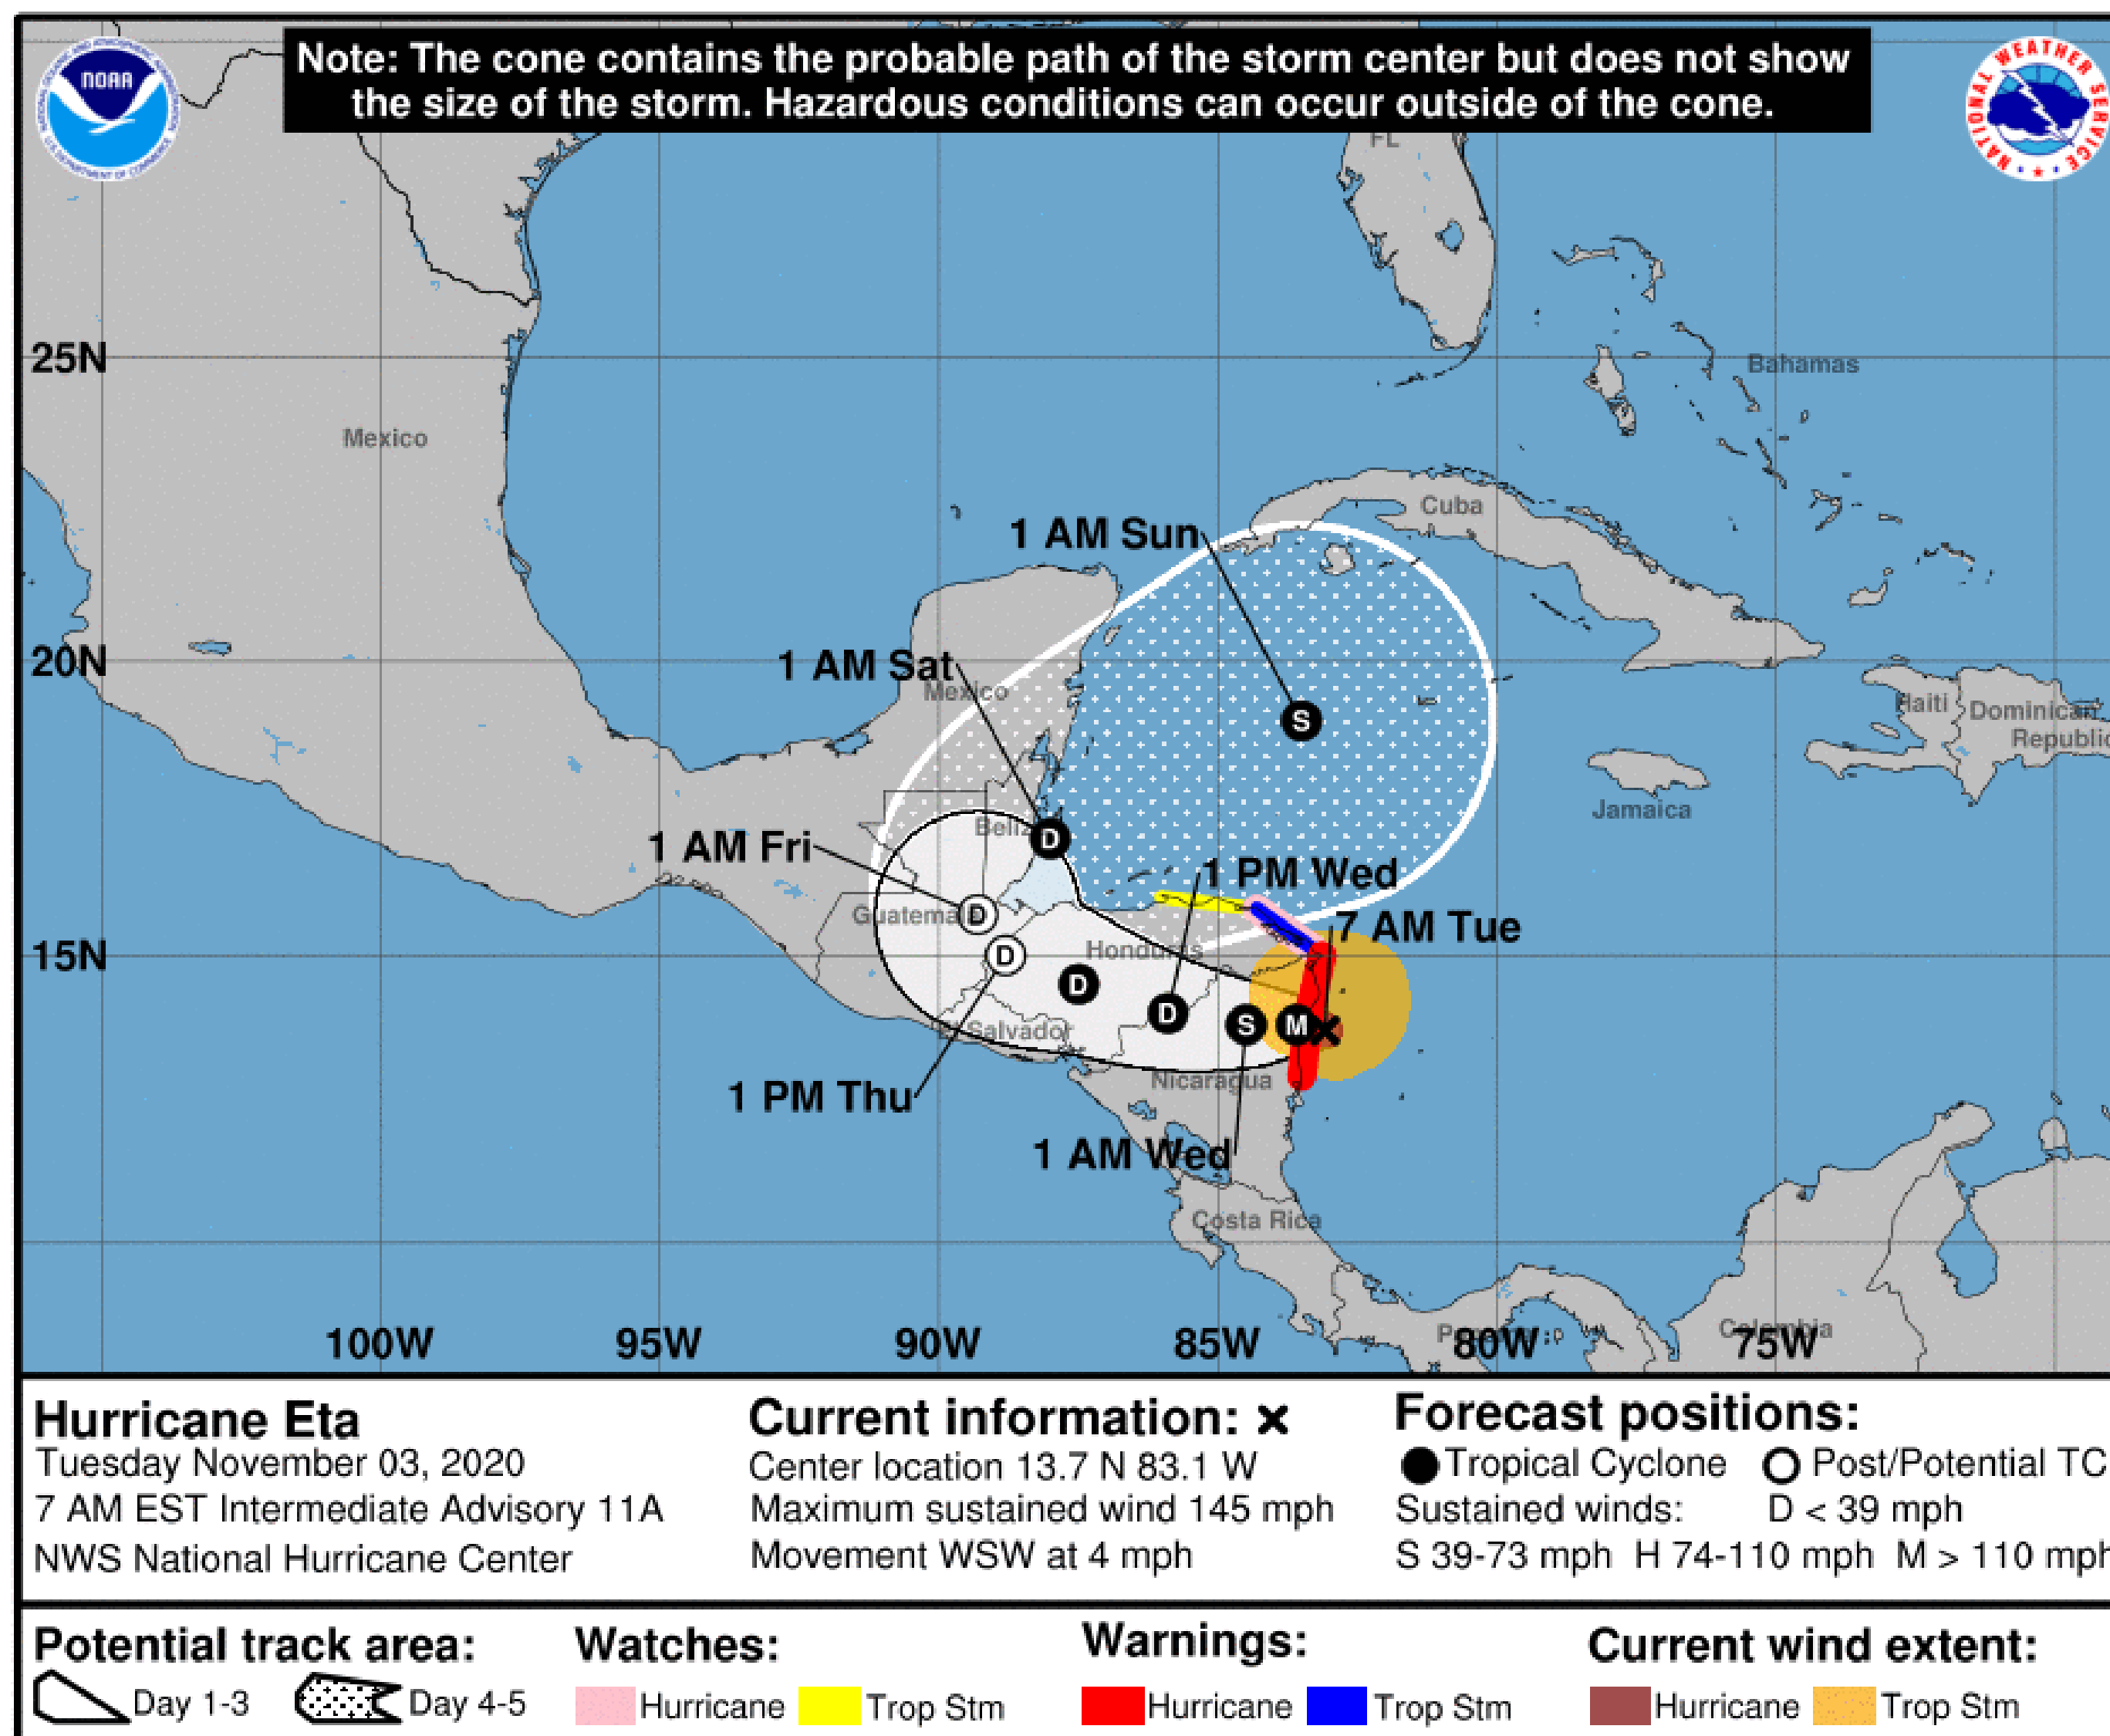 Note: The cone contains the probable path of the storm center but does not show
the size of the storm. Hazardous conditions can occur outside of the cone.
NOAA
NATIONAL WEATHER SERVICE
FL
25N
Bahamas
Mexico
Cuba
1 AM Sun
20N
1 AM Sat
Mexico
S
Haiti
Dominican
Republic
Jamaica
Belize
D
1 AM Fri
1 PM Wed
Guatemala
D
7 AM Tue
15N
Honduras
D
D
D
S
M
El Salvador
Nicaragua
1 PM Thu
1 AM Wed
Costa Rica
Panama
Colombia
100W
95W
90W
85W
80W
75W
Hurricane Eta
Tuesday November 03, 2020
7 AM EST Intermediate Advisory 11A
NWS National Hurricane Center
Current information: x
Center location 13.7 N 83.1 W
Maximum sustained wind 145 mph
Movement WSW at 4 mph
Forecast positions:
Tropical Cyclone Post/Potential TC
Sustained winds: D < 39 mph
S 39-73 mph H 74-110 mph M > 110 mph
Potential track area:
Day 1-3 Day 4-5
Watches:
Hurricane Trop Stm
Warnings:
Hurricane Trop Stm
Current wind extent:
Hurricane Trop Stm